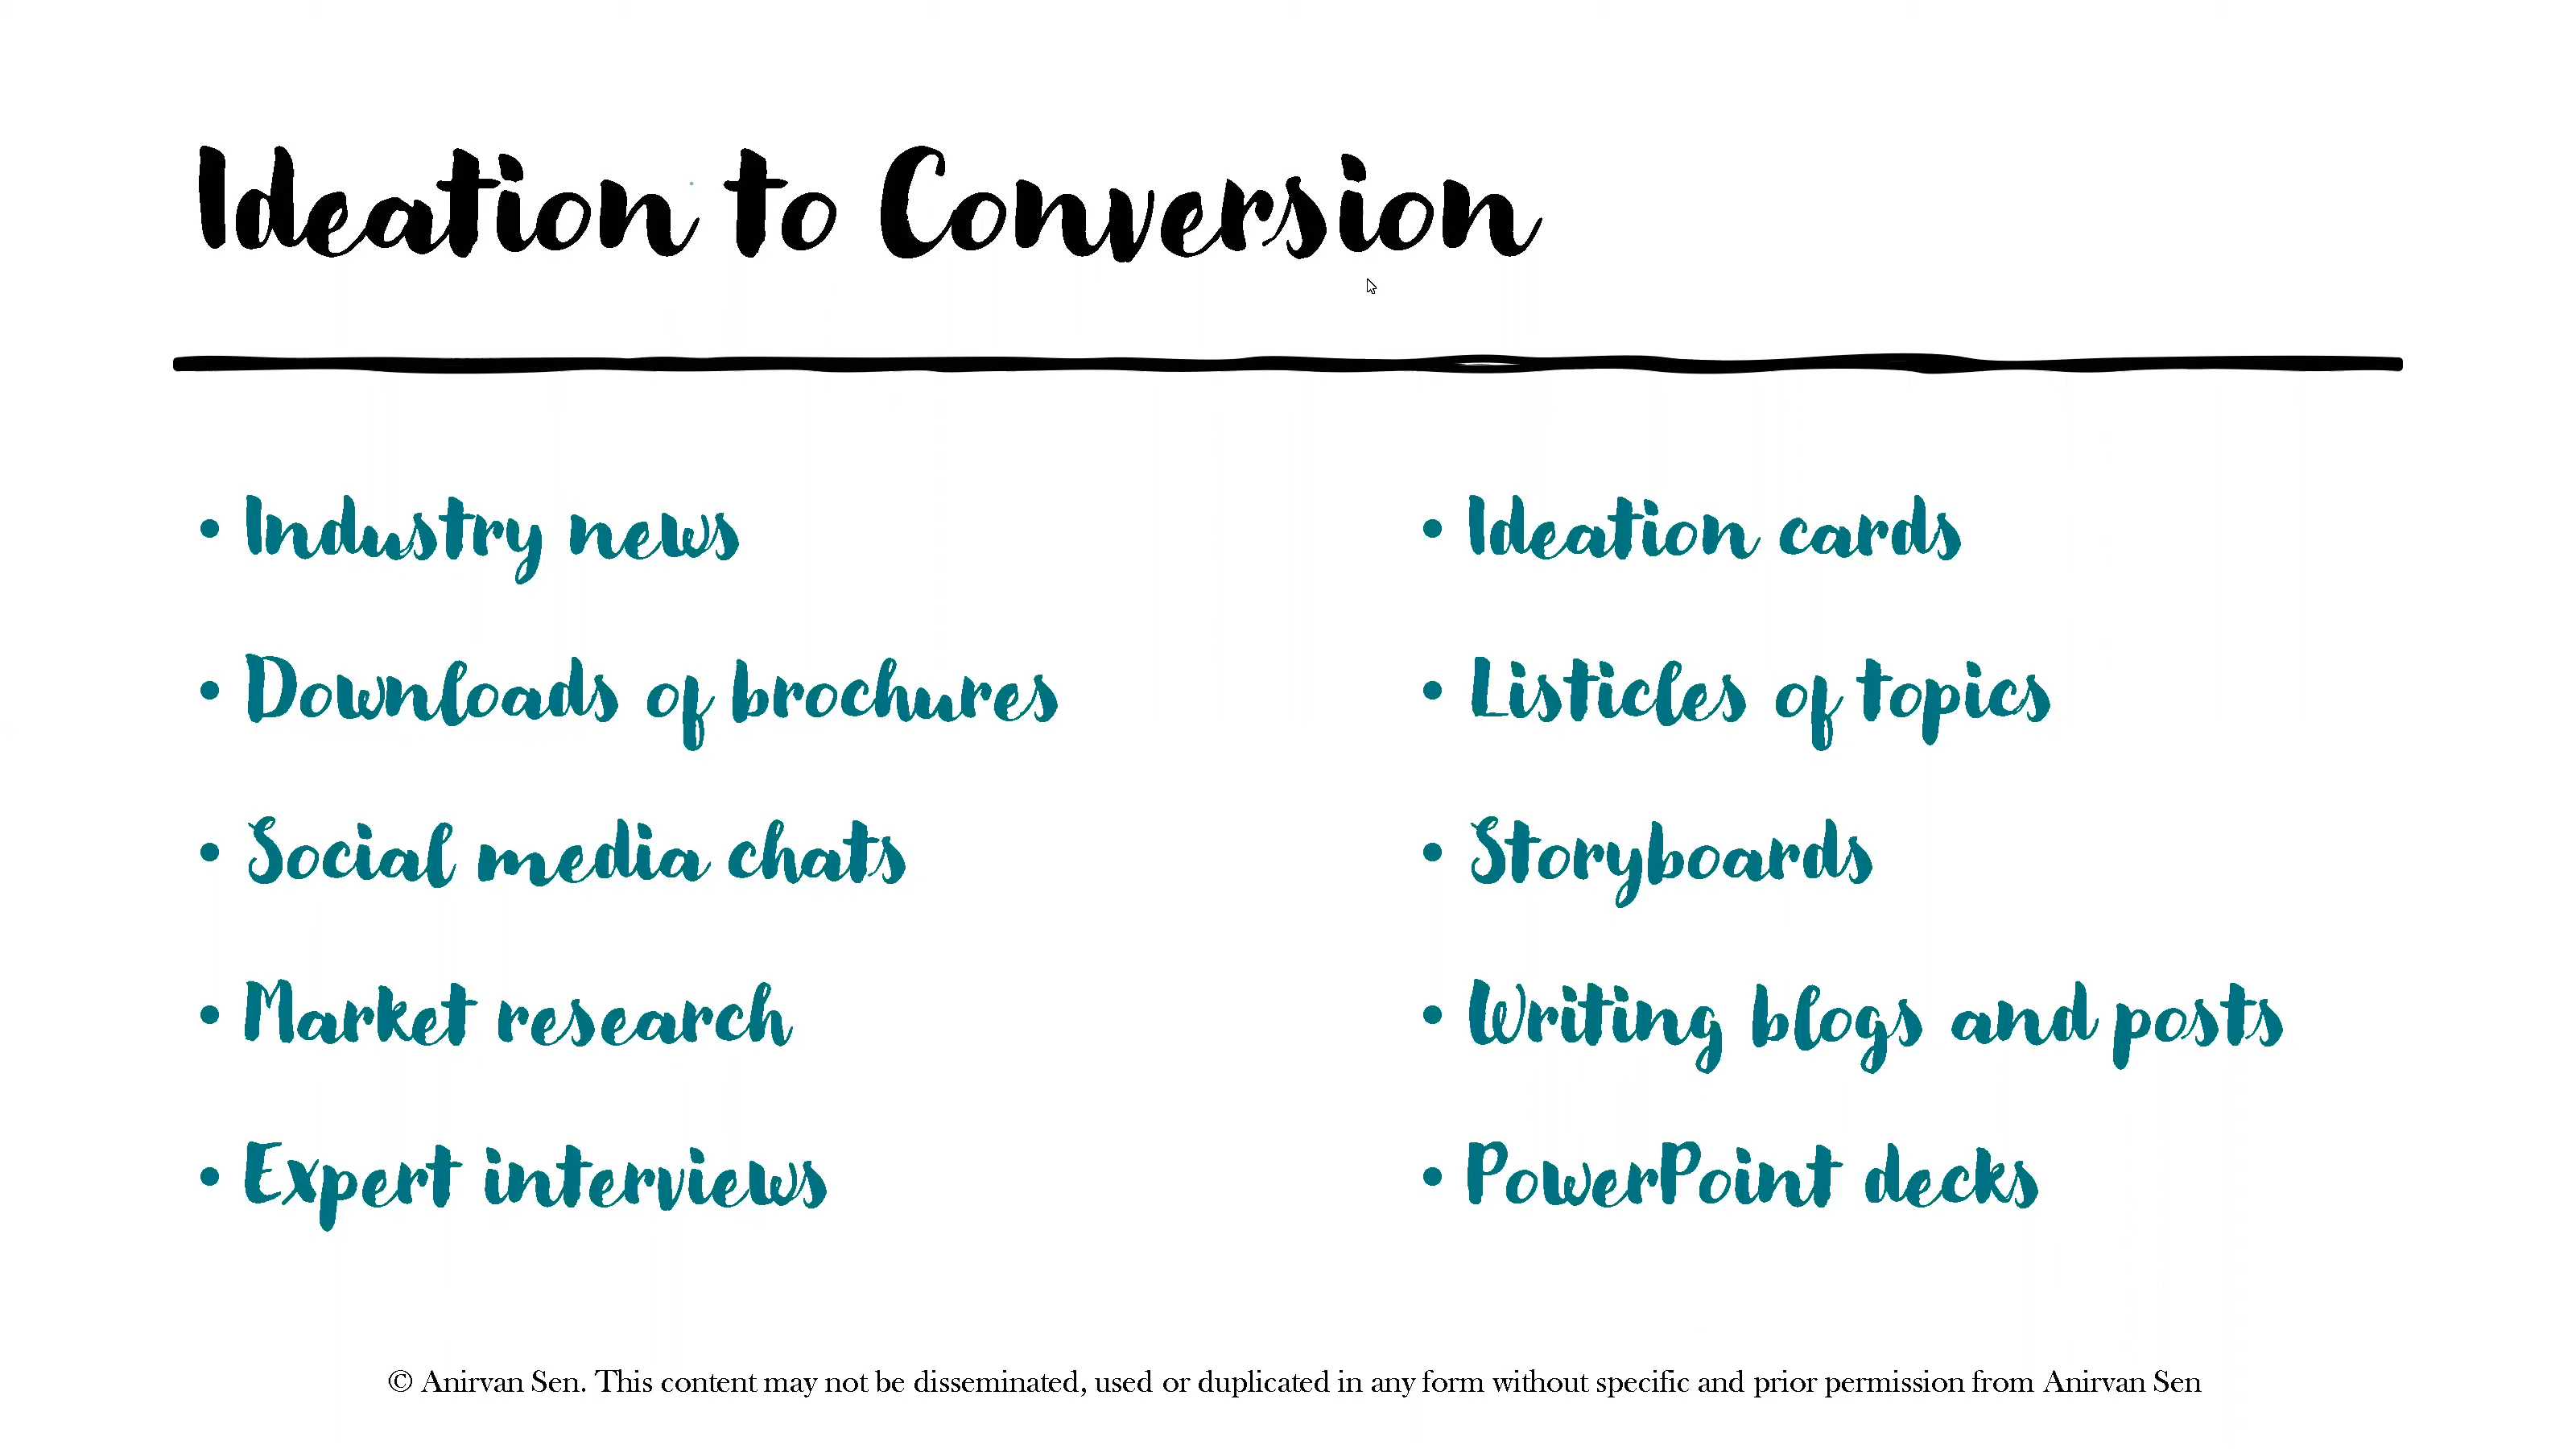 Ideation to Conversion
• Industry news
• Downloads of brochures
• Social media chats
• Market research
• Expert interviews
• Ideation cards
• Listicles of topics
• Storyboards
• Writing blogs and posts
• PowerPoint decks
© Anirvan Sen. This content may not be disseminated, used or duplicated in any form without specific and prior permission from Anirvan Sen